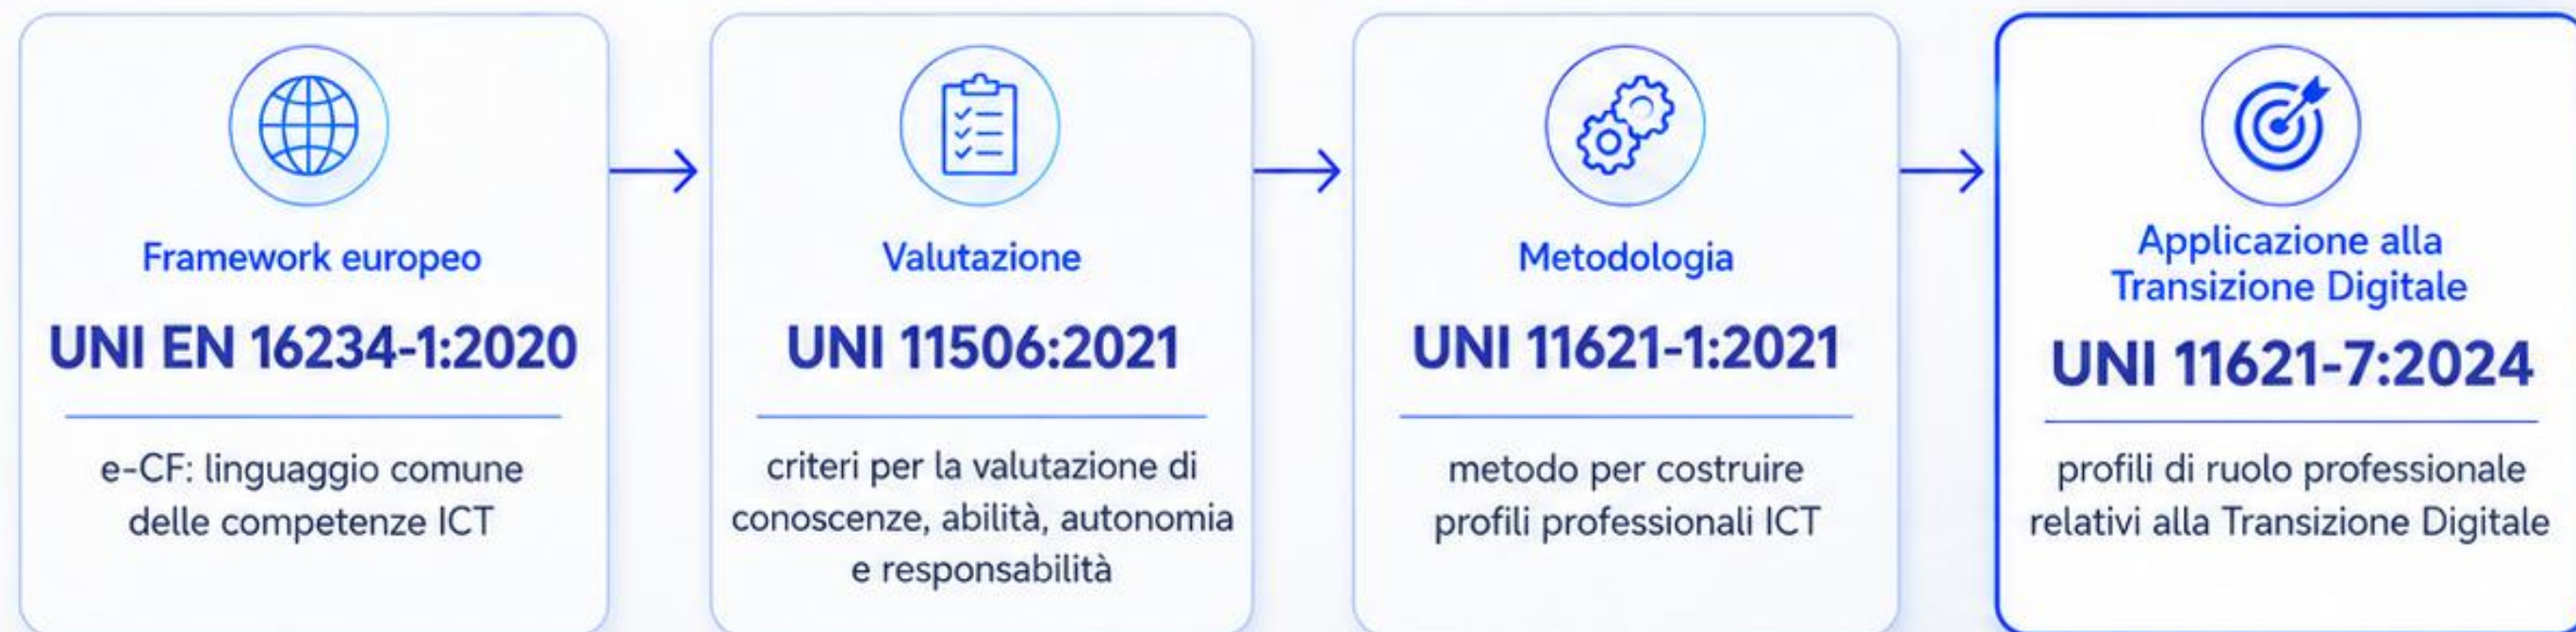 Framework europeo
UNI EN 16234-1:2020
e-CF: linguaggio comune
delle competenze ICT
Valutazione
UNI 11506:2021
criteri per la valutazione di
conoscenze, abilità, autonomia
e responsabilità
Metodologia
UNI 11621-1:2021
metodo per costruire
profili professionali ICT
Applicazione alla
Transizione Digitale
UNI 11621-7:2024
profili di ruolo professionale
relativi alla Transizione Digitale